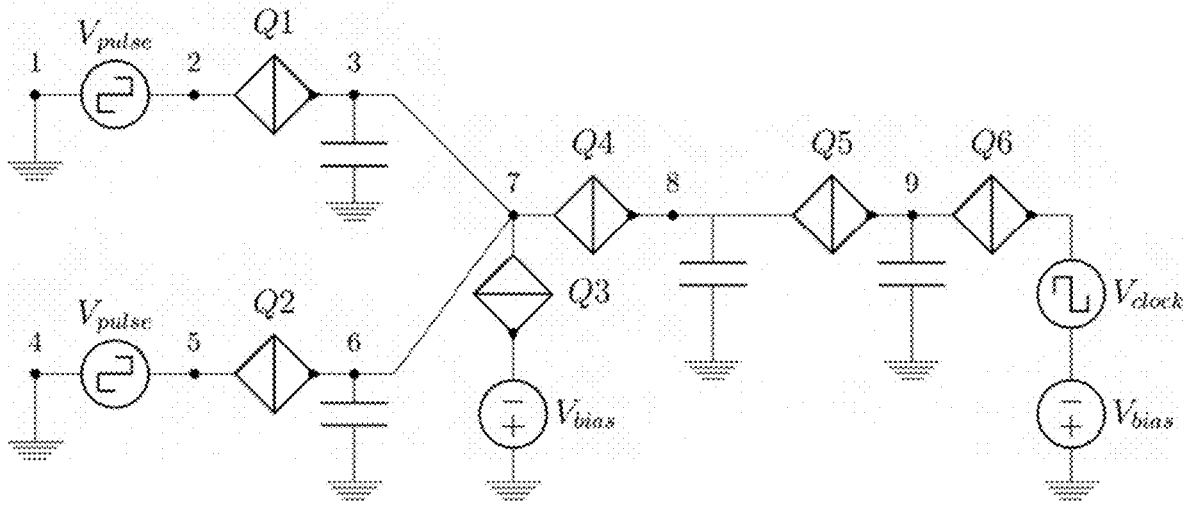 Q1
V_pulse
1
2
3
Q4
Q5
Q6
7
8
9
Q3
V_clock
V_pulse
Q2
4
5
6
V_bias
V_bias